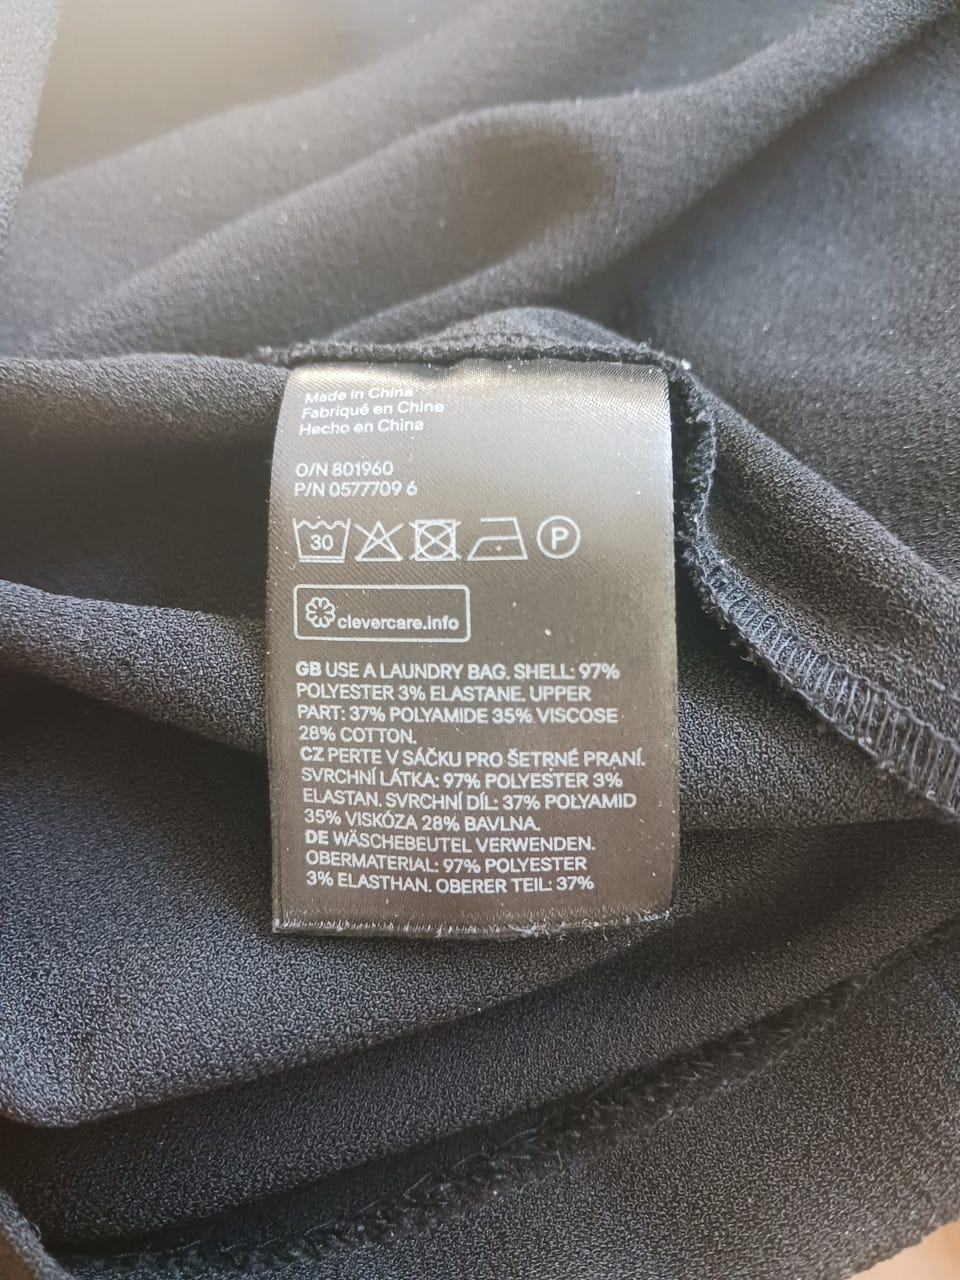 Made in China
Fabriqué en Chine
Hecho en China
O/N 801960
P/N 0577709 6
30 P
clevercare.info
GB USE A LAUNDRY BAG. SHELL: 97%
POLYESTER 3% ELASTANE. UPPER
PART: 37% POLYAMIDE 35% VISCOSE
28% COTTON.
CZ PERTE V SÁČKU PRO ŠETRNÉ PRANÍ.
SVRCHNÍ LÁTKA: 97% POLYESTER 3%
ELASTAN. SVRCHNÍ DÍL: 37% POLYAMID
35% VISKÓZA 28% BAVLNA.
DE WÄSCHEBEUTEL VERWENDEN.
OBERMATERIAL: 97% POLYESTER
3% ELASTHAN. OBERER TEIL: 37%